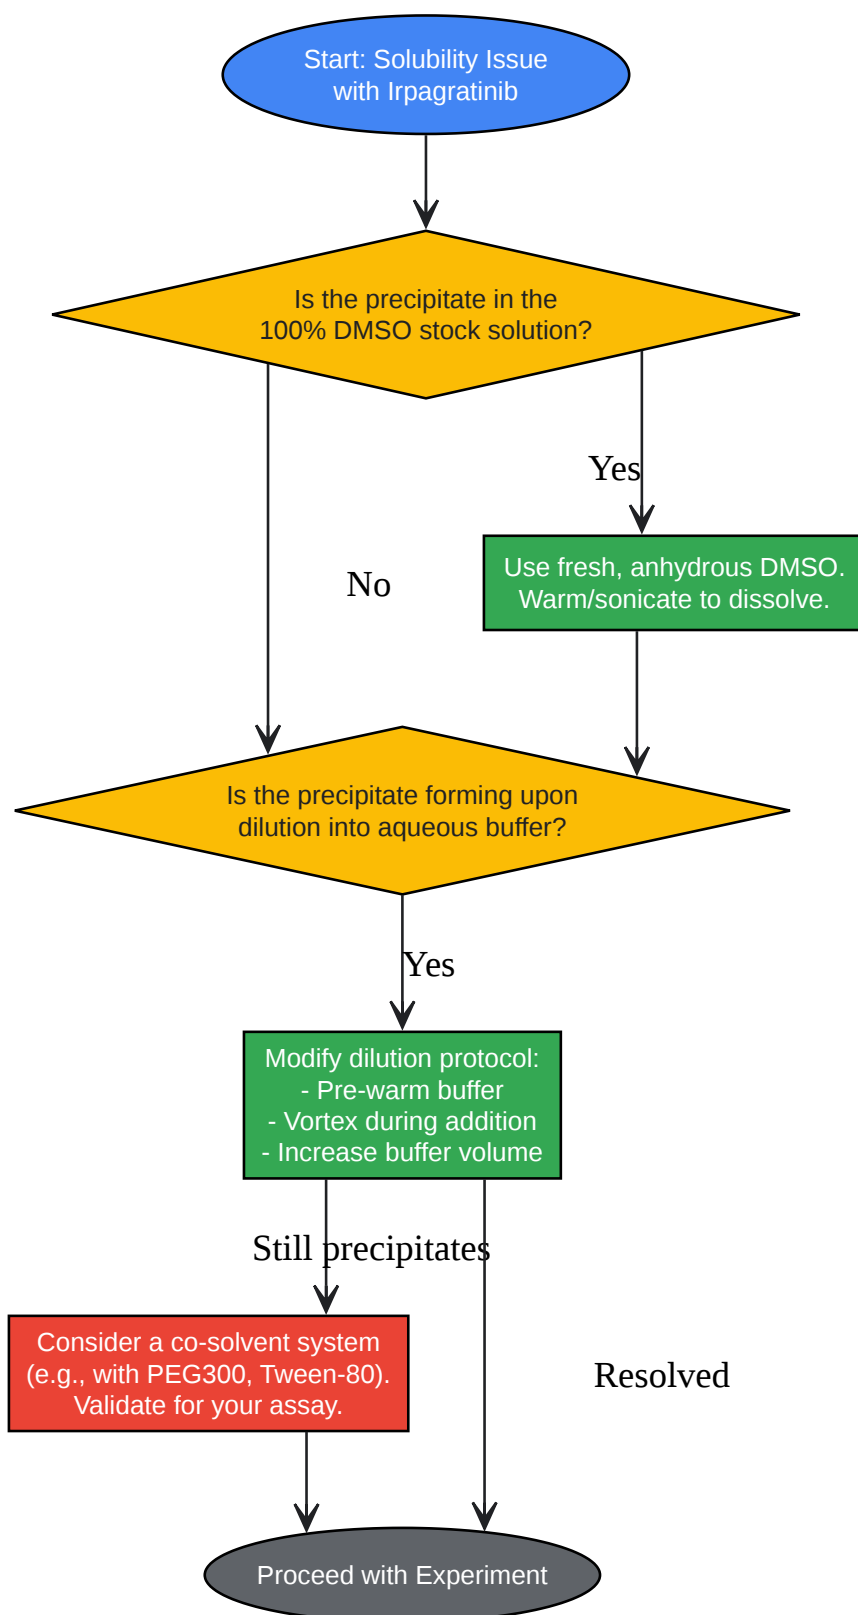 Start: Solubility Issue
with Irpagratinib
Is the precipitate in the
100% DMSO stock solution?
Yes
Use fresh, anhydrous DMSO.
Warm/sonicate to dissolve.
No
Is the precipitate forming upon
dilution into aqueous buffer?
Yes
Modify dilution protocol:
- Pre-warm buffer
- Vortex during addition
- Increase buffer volume
Still precipitates
Consider a co-solvent system
(e.g., with PEG300, Tween-80).
Validate for your assay.
Resolved
Proceed with Experiment